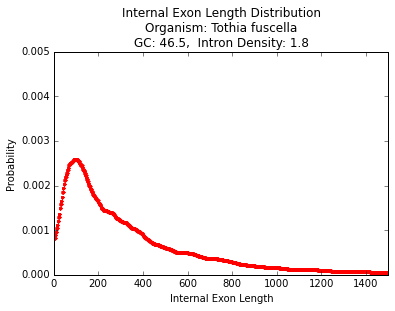 Internal Exon Length Distribution
Organism: Tothia fuscella
GC: 46.5,  Intron Density: 1.8
0.005
0.004
0.003
0.002
0.001
0.000
Probability
0
200
400
600
800
1000
1200
1400
Internal Exon Length